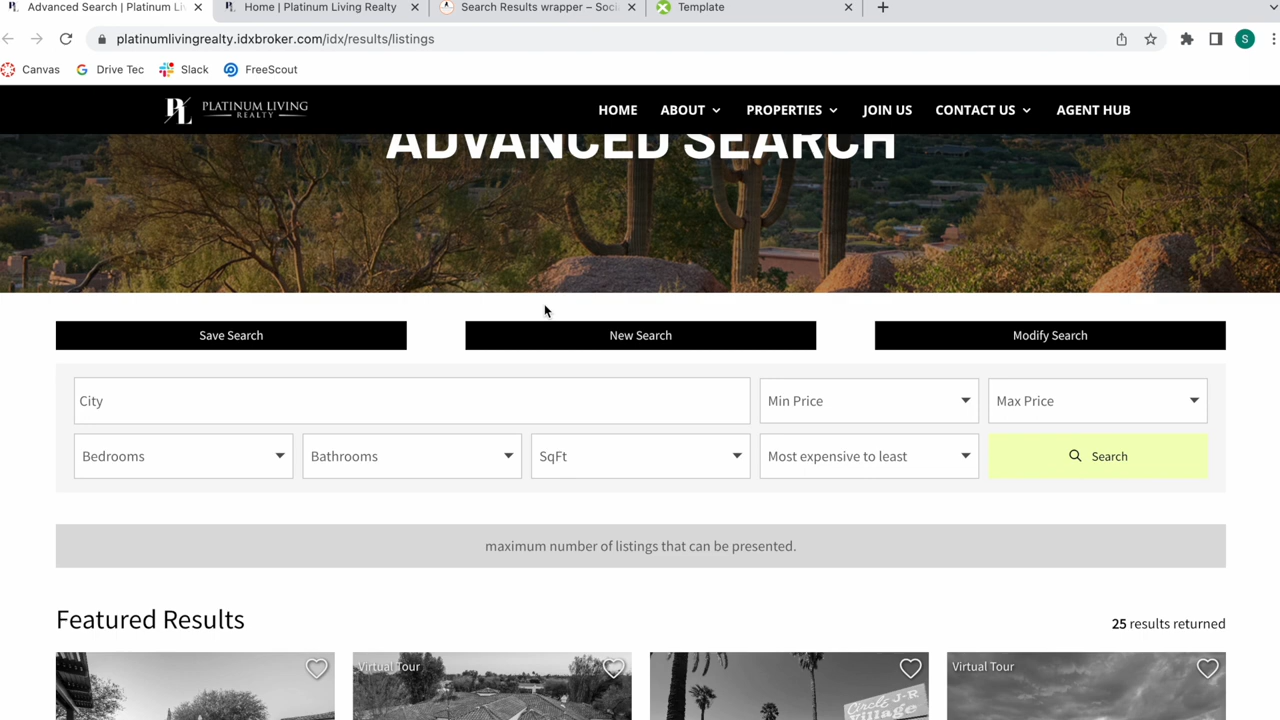 Advanced Search | Platinum Li
Home | Platinum Living Realty
Search Results wrapper – Soci
Template
platinumlivingrealty.idxbroker.com/idx/results/listings
S
Canvas
Drive Tec
Slack
FreeScout
PL PLATINUM LIVING
REALTY
HOME
ABOUT
PROPERTIES
JOIN US
CONTACT US
AGENT HUB
ADVANCED SEARCH
Save Search
New Search
Modify Search
City
Min Price
Max Price
Bedrooms
Bathrooms
SqFt
Most expensive to least
Search
maximum number of listings that can be presented.
Featured Results
25 results returned
Virtual Tour
Circle J-R
Village
Virtual Tour